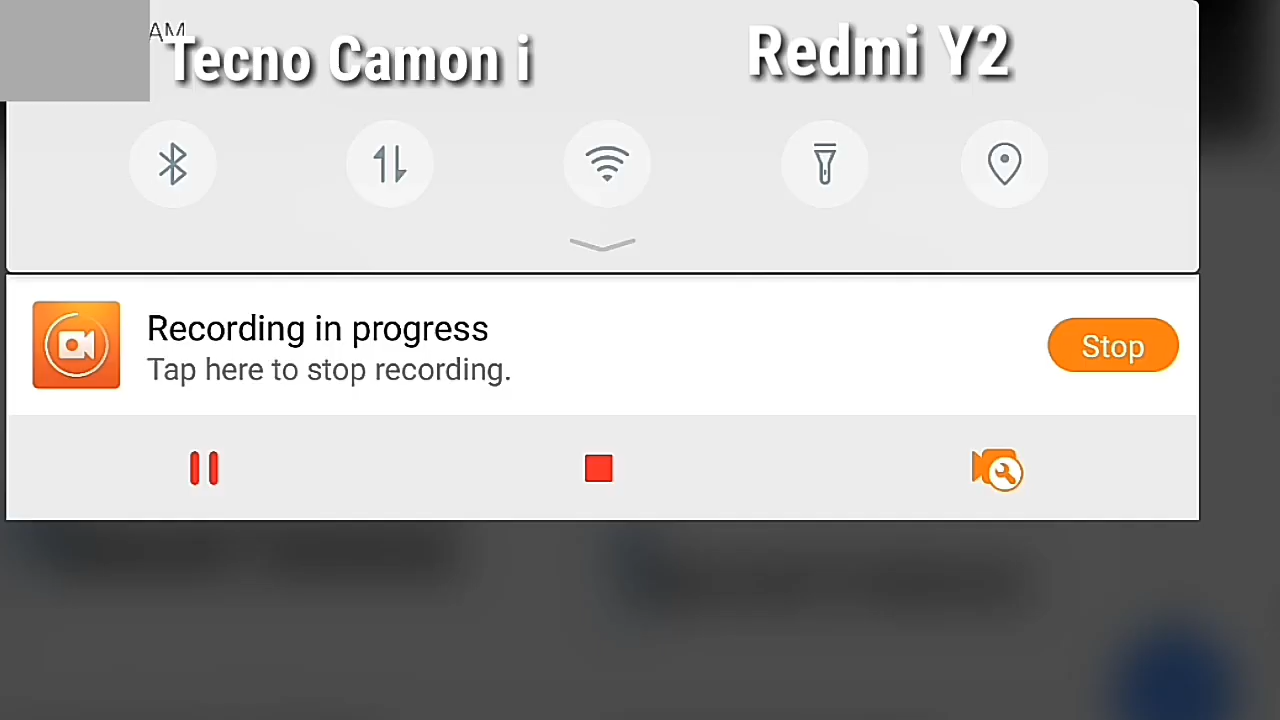 AM
Tecno Camon i
Redmi Y2
Recording in progress
Tap here to stop recording.
Stop